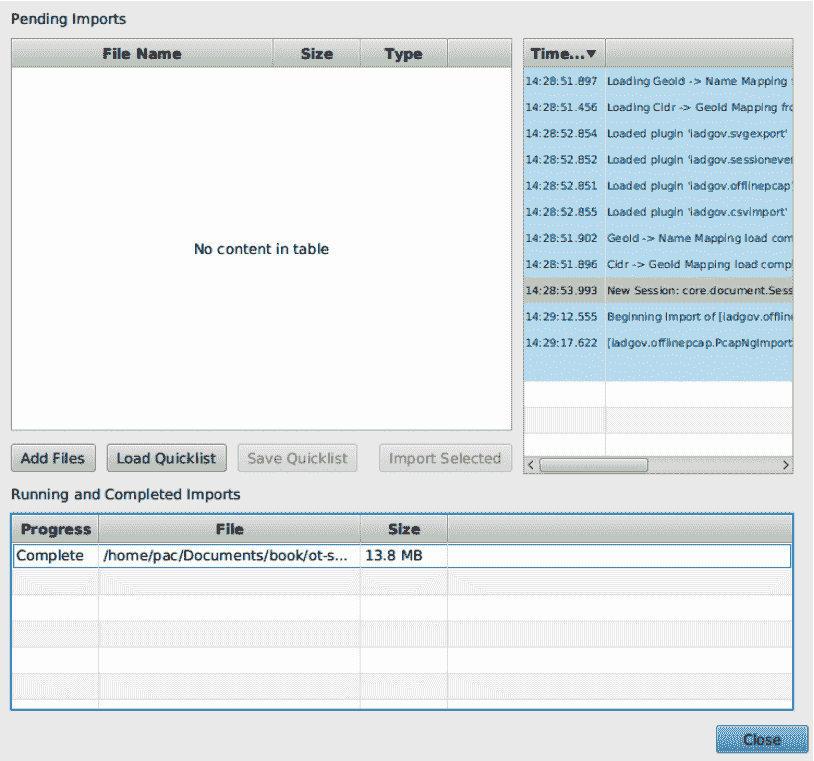 Pending Imports
File Name Size Type
No content in table
Time...▼
14:28:51.897 Loading GeoId -> Name Mapping
14:28:51.456 Loading Cidr -> GeoId Mapping fro
14:28:52.854 Loaded plugin 'iadgov.svgexport'
14:28:52.852 Loaded plugin 'iadgov.sessioneve
14:28:52.851 Loaded plugin 'iadgov.offlinepcap'
14:28:52.855 Loaded plugin 'iadgov.csvimport'
14:28:51.902 GeoId -> Name Mapping load com
14:28:51.896 Cidr -> GeoId Mapping load compl
14:28:53.993 New Session: core.document.Sess
14:29:12.555 Beginning Import of [iadgov.offline
14:29:17.622 [iadgov.offlinepcap.PcapNgImport
Add Files Load Quicklist Save Quicklist Import Selected
Running and Completed Imports
Progress File Size
Complete /home/pac/Documents/book/ot-s... 13.8 MB
Close